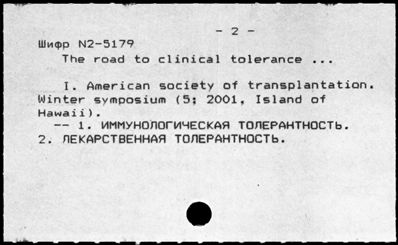 - 2 -
Шифр N2-5179
The road to clinical tolerance ...
I. American society of transplantation.
Winter symposium (5; 2001, Island of
Hawaii).
-- 1. ИММУНОЛОГИЧЕСКАЯ ТОЛЕРАНТНОСТЬ.
2. ЛЕКАРСТВЕННАЯ ТОЛЕРАНТНОСТЬ.